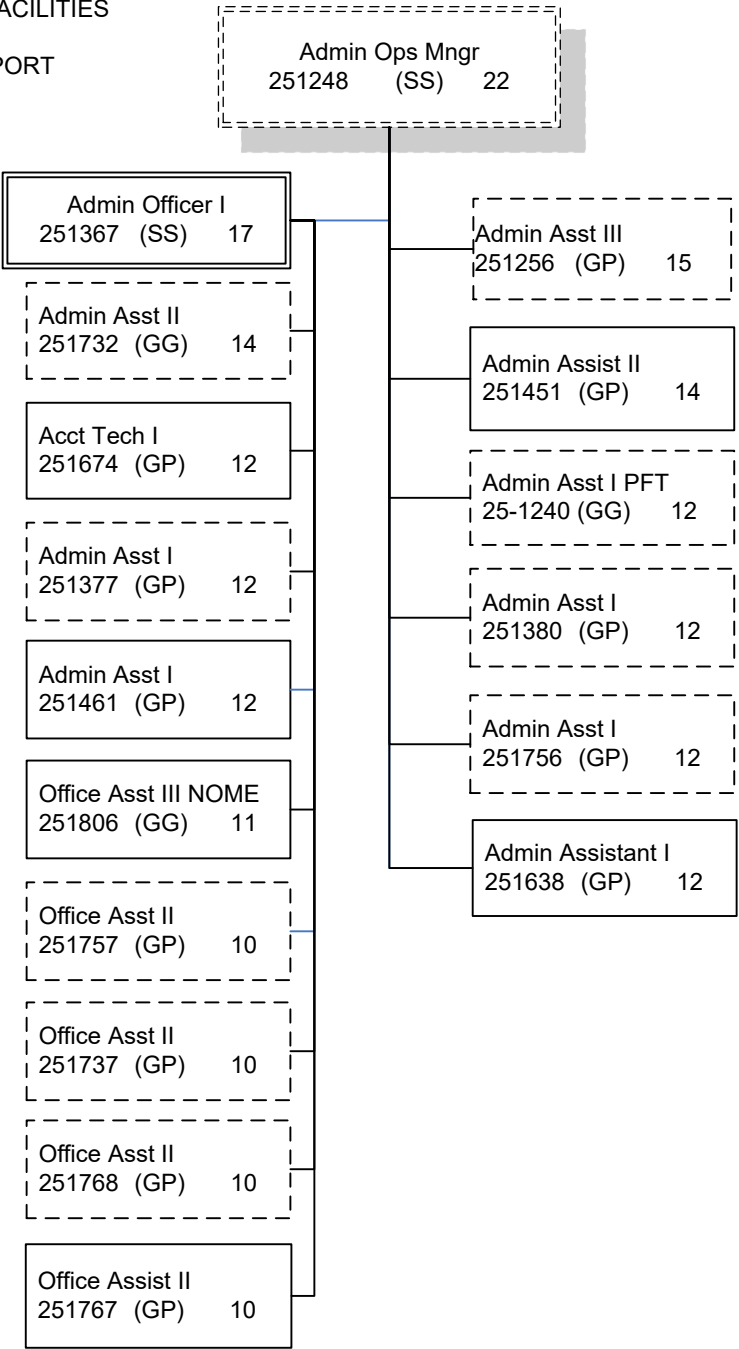 Admin Ops Mngr
251248 (SS) 22
Admin Officer I
251367 (SS) 17
Admin Asst II
251732 (GG) 14
Acct Tech I
251674 (GP) 12
Admin Asst I
251377 (GP) 12
Admin Asst I
251461 (GP) 12
Office Asst III NOME
251806 (GG) 11
Office Asst II
251757 (GP) 10
Office Asst II
251737 (GP) 10
Office Asst II
251768 (GP) 10
Office Assist II
251767 (GP) 10
Admin Asst III
251256 (GP) 15
Admin Assist II
251451 (GP) 14
Admin Asst I PFT
25-1240 (GG) 12
Admin Asst I
251380 (GP) 12
Admin Asst I
251756 (GP) 12
Admin Assistant I
251638 (GP) 12